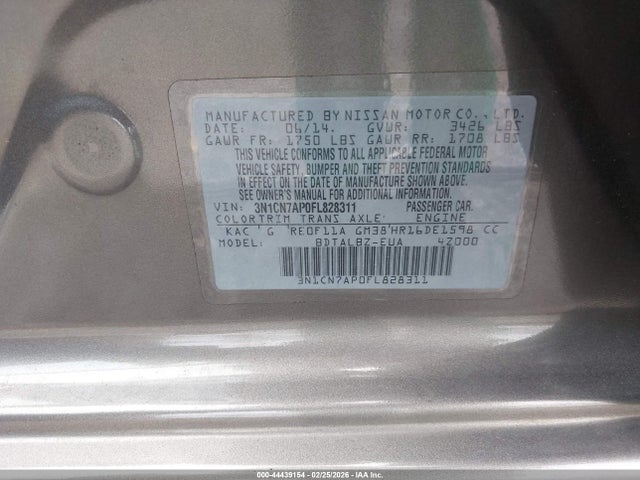 MANUFACTURED BY NISSAN MOTOR CO., LTD.
DATE: 06/14. GVWR: 3426 LBS
GAWR FR: 1750 LBS GAWR RR: 1708 LBS
THIS VEHICLE CONFORMS TO ALL APPLICABLE FEDERAL MOTOR
VEHICLE SAFETY, BUMPER AND THEFT PREVENTION STANDARDS
IN EFFECT ON THE DATE OF MANUFACTURE SHOWN ABOVE.
SEE OWNER'S MANUAL FOR ADDITIONAL INFORMATION
VIN: 3N1CN7AP0FL828311 PASSENGER CAR.
COLOR TRIM TRANS AXLE ENGINE
KAC G RE0F11A GM38 HR16DE1598 CC
MODEL: BDTALBZ-EUA 42000
3N1CN7AP0FL828311
000-44439154 - 02/25/2026 - IAA Inc.